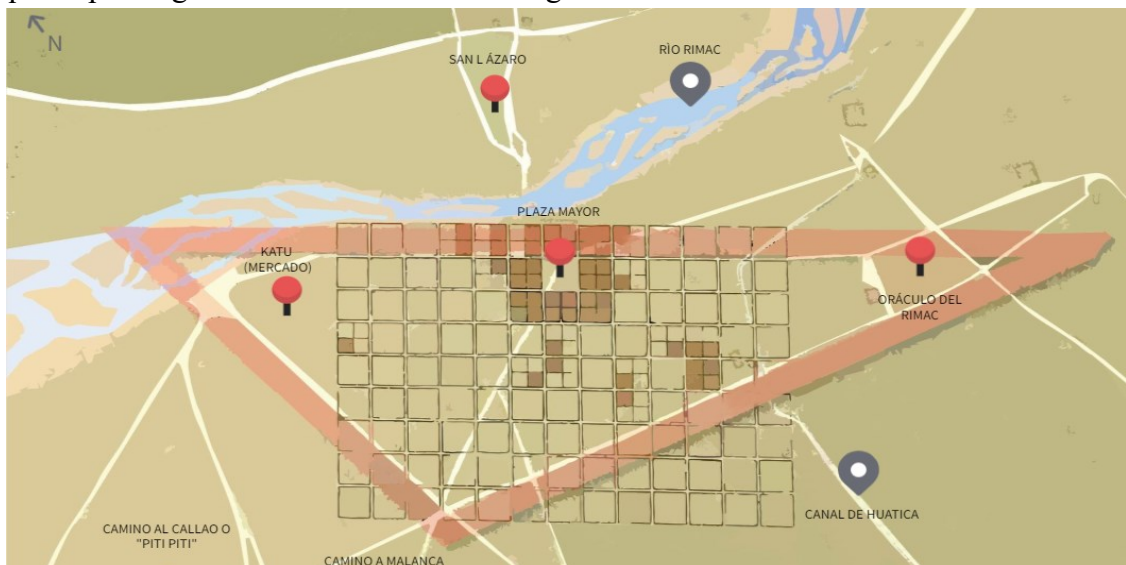 N
SAN L ÁZARO
RÌO RIMAC
PLAZA MAYOR
KATU
(MERCADO)
ORÁCULO DEL
RIMAC
CANAL DE HUATICA
CAMINO AL CALLAO O
"PITI PITI"
CAMINO A MALANCA